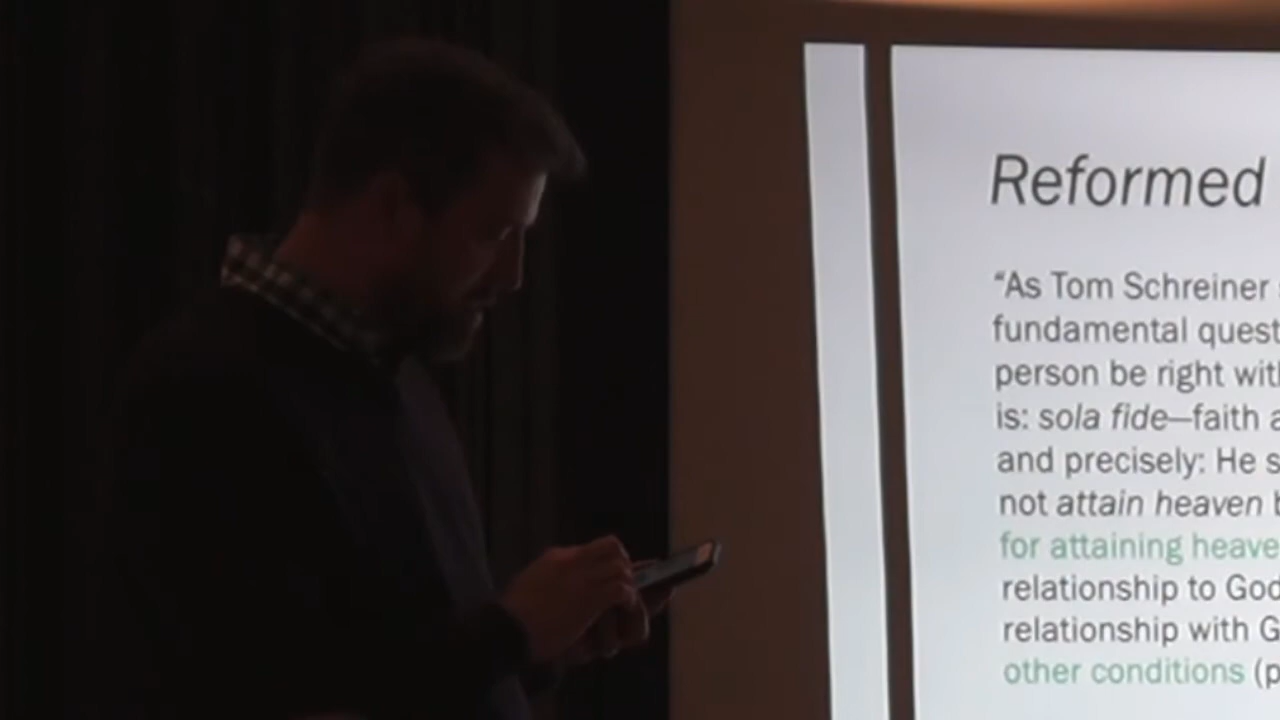 Reformed
“As Tom Schreiner
fundamental quest
person be right with
is: sola fide—faith a
and precisely: He s
not attain heaven b
for attaining heave
relationship to God
relationship with G
other conditions (p